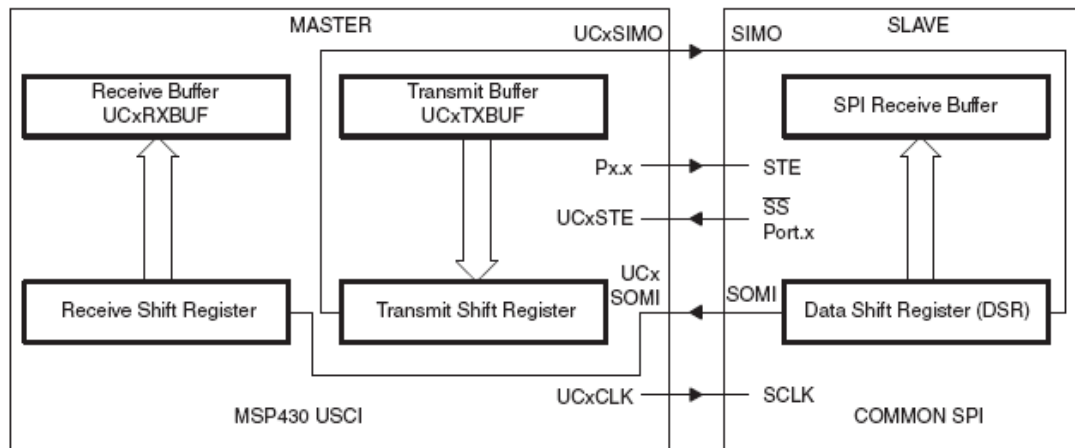 MASTER
SLAVE
UCxSIMO
SIMO
Receive Buffer
UCxRXBUF
Transmit Buffer
UCxTXBUF
SPI Receive Buffer
Px.x
STE
UCxSTE
SS
Port.x
UCx
SOMI
SOMI
Receive Shift Register
Transmit Shift Register
Data Shift Register (DSR)
UCxCLK
SCLK
MSP430 USCI
COMMON SPI